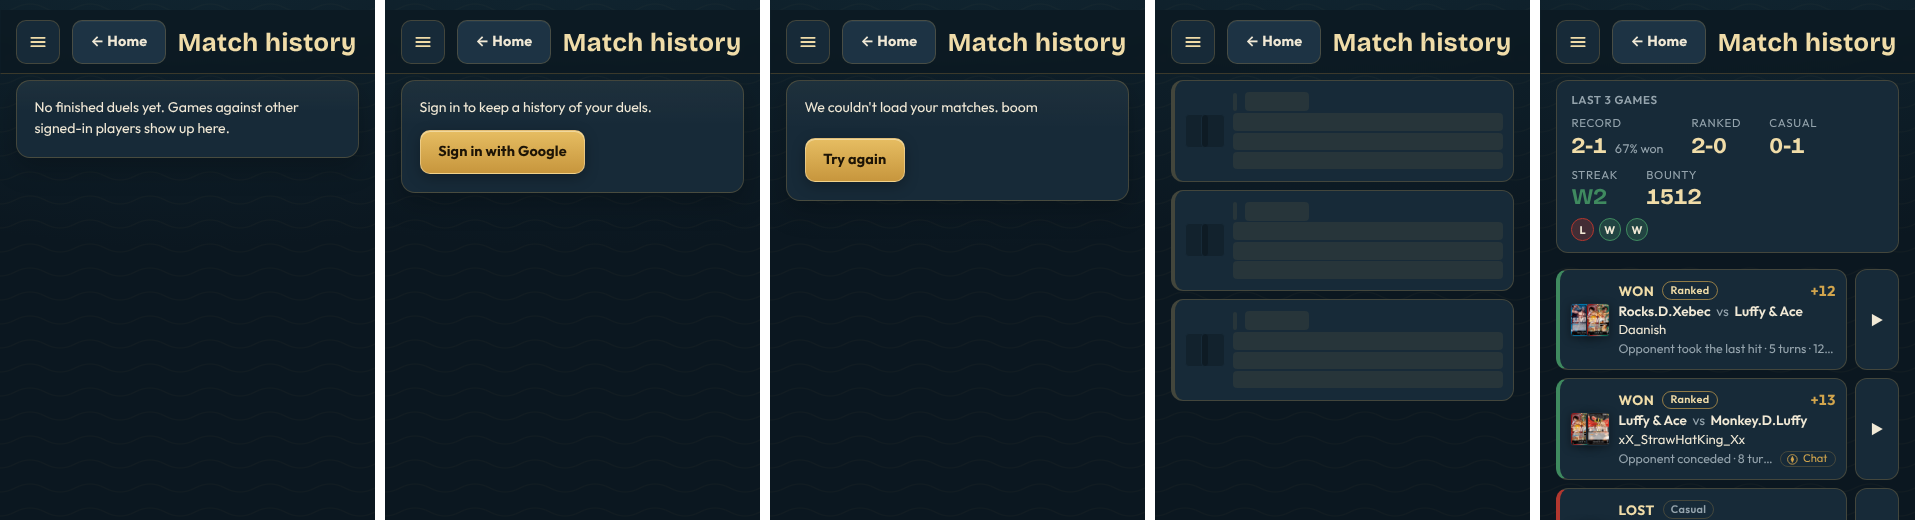 ← Home Match history
No finished duels yet. Games against other
signed-in players show up here.
← Home Match history
Sign in to keep a history of your duels.
Sign in with Google
← Home Match history
We couldn't load your matches. boom
Try again
← Home Match history
← Home Match history
LAST 3 GAMES
RECORD RANKED CASUAL
2-1 67% won 2-0 0-1
STREAK BOUNTY
W2 1512
L W W
WON Ranked +12
Rocks.D.Xebec vs Luffy & Ace
Daanish
Opponent took the last hit · 5 turns · 12...
WON Ranked +13
Luffy & Ace vs Monkey.D.Luffy
xX_StrawHatKing_Xx
Opponent conceded · 8 tur... Chat
LOST Casual